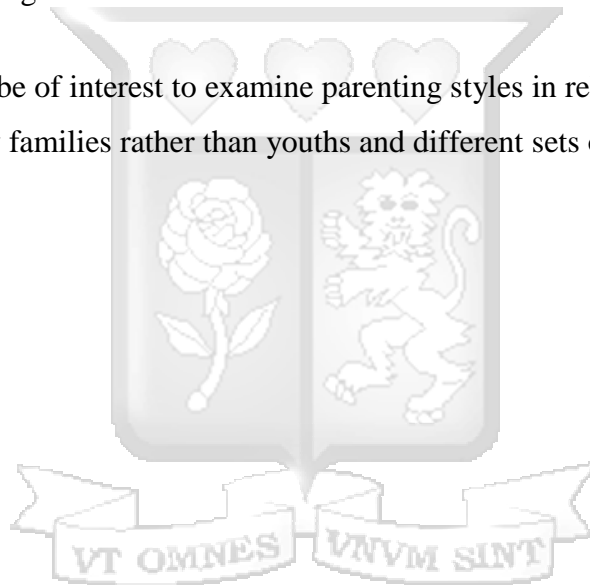 be of interest to examine parenting styles in re
families rather than youths and different sets
VT OMNES VNVM SINT